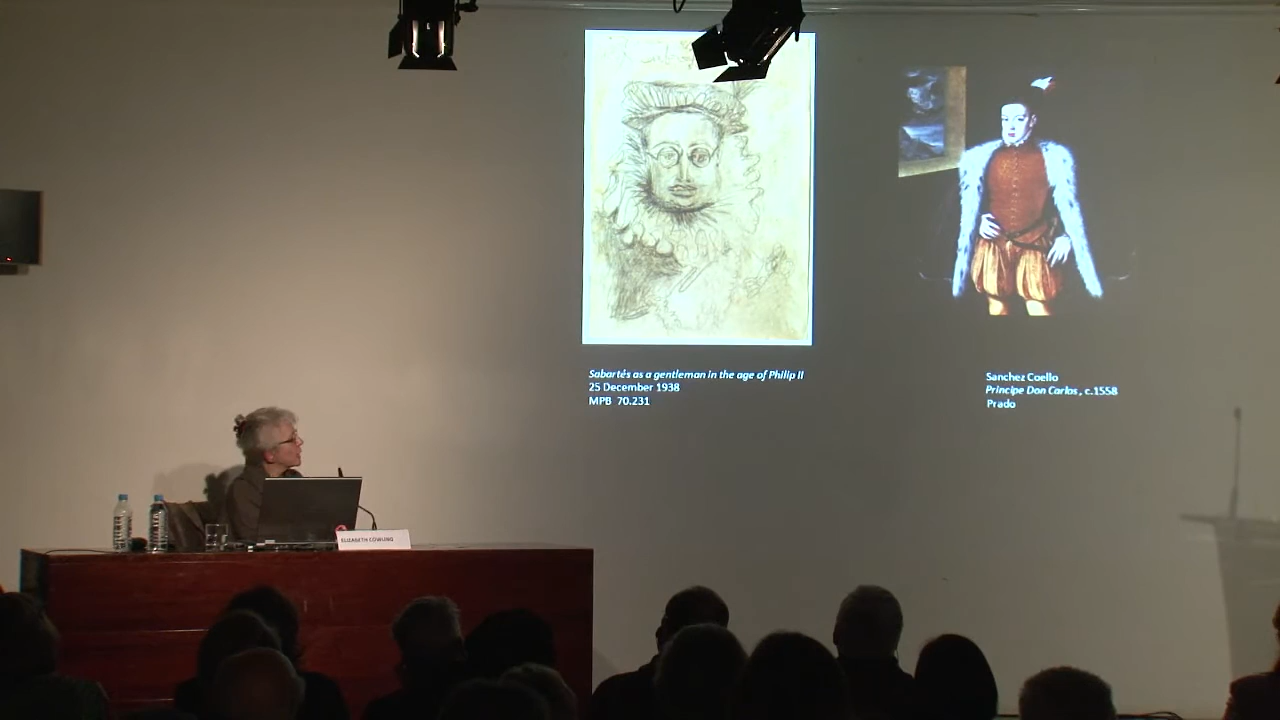 Sabartés as a gentleman in the age of Philip II
25 December 1938
MPB 70.231
Sanchez Coello
Principe Don Carlos, c.1558
Prado
ELIZABETH COWLING